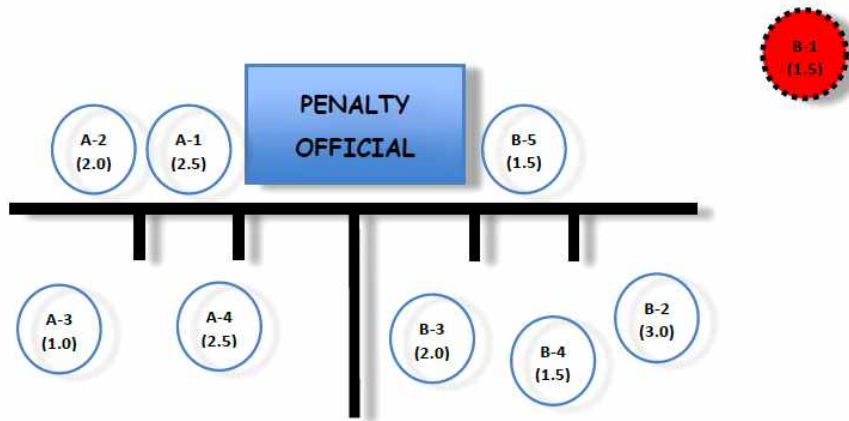 B-1
(1.5)
PENALTY
OFFICIAL
A-2
(2.0)
A-1
(2.5)
B-5
(1.5)
A-3
(1.0)
A-4
(2.5)
B-3
(2.0)
B-4
(1.5)
B-2
(3.0)